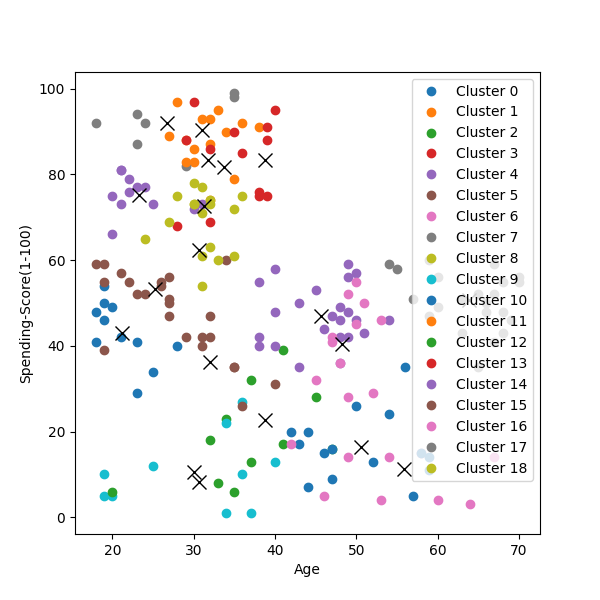 100
80
60
40
20
0
Spending-Score(1-100)
20 30 40 50 60 70
Age
Cluster 0
Cluster 1
Cluster 2
Cluster 3
Cluster 4
Cluster 5
Cluster 6
Cluster 7
Cluster 8
Cluster 9
Cluster 10
Cluster 11
Cluster 12
Cluster 13
Cluster 14
Cluster 15
Cluster 16
Cluster 17
Cluster 18